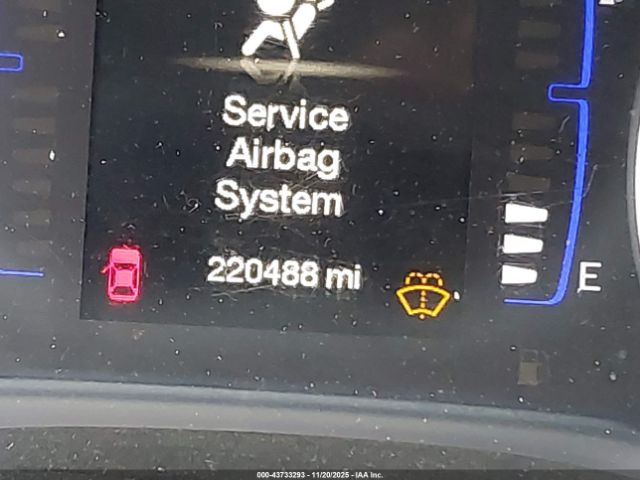 Service
Airbag
System
220488 mi
E
000-43733293 - 11/20/2025 - IAA Inc.